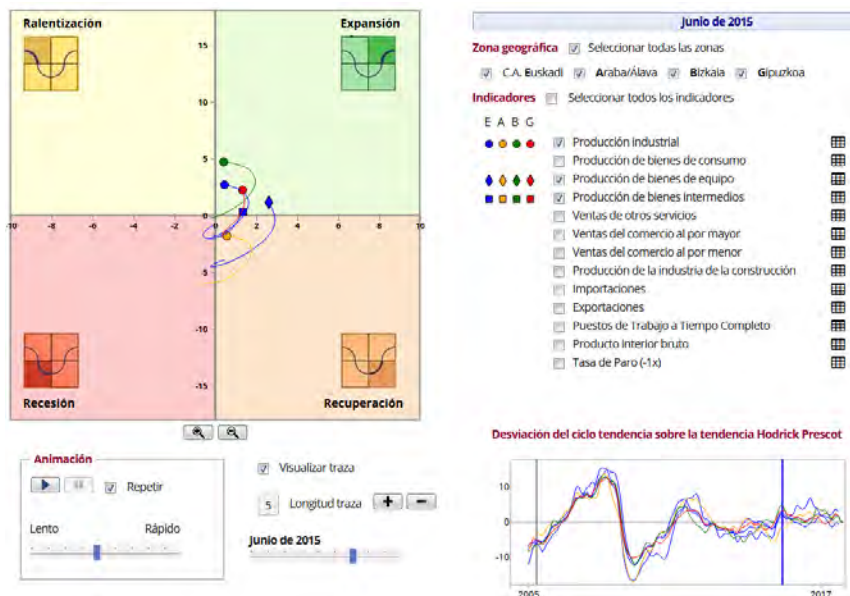 Ralentización
Expansión
15
10
5
0
-10
-8
-6
-4
-2
-0
2
4
6
8
10
-5
-10
-15
Recesión
Recuperación
Animación
Repetir
Lento
Rápido
Visualizar traza
5
Longitud traza
Junio de 2015
Junio de 2015
Zona geográfica
Seleccionar todas las zonas
C.A. Euskadi
Araba/Álava
Bizkaia
Gipuzkoa
Indicadores
Seleccionar todos los indicadores
E A B G
Producción industrial
Producción de bienes de consumo
Producción de bienes de equipo
Producción de bienes intermedios
Ventas de otros servicios
Ventas del comercio al por mayor
Ventas del comercio al por menor
Producción de la industria de la construcción
Importaciones
Exportaciones
Puestos de Trabajo a Tiempo Completo
Producto interior bruto
Tasa de Paro (-1x)
Desviación del ciclo tendencia sobre la tendencia Hodrick Prescot
10
0
-10
2005
2017